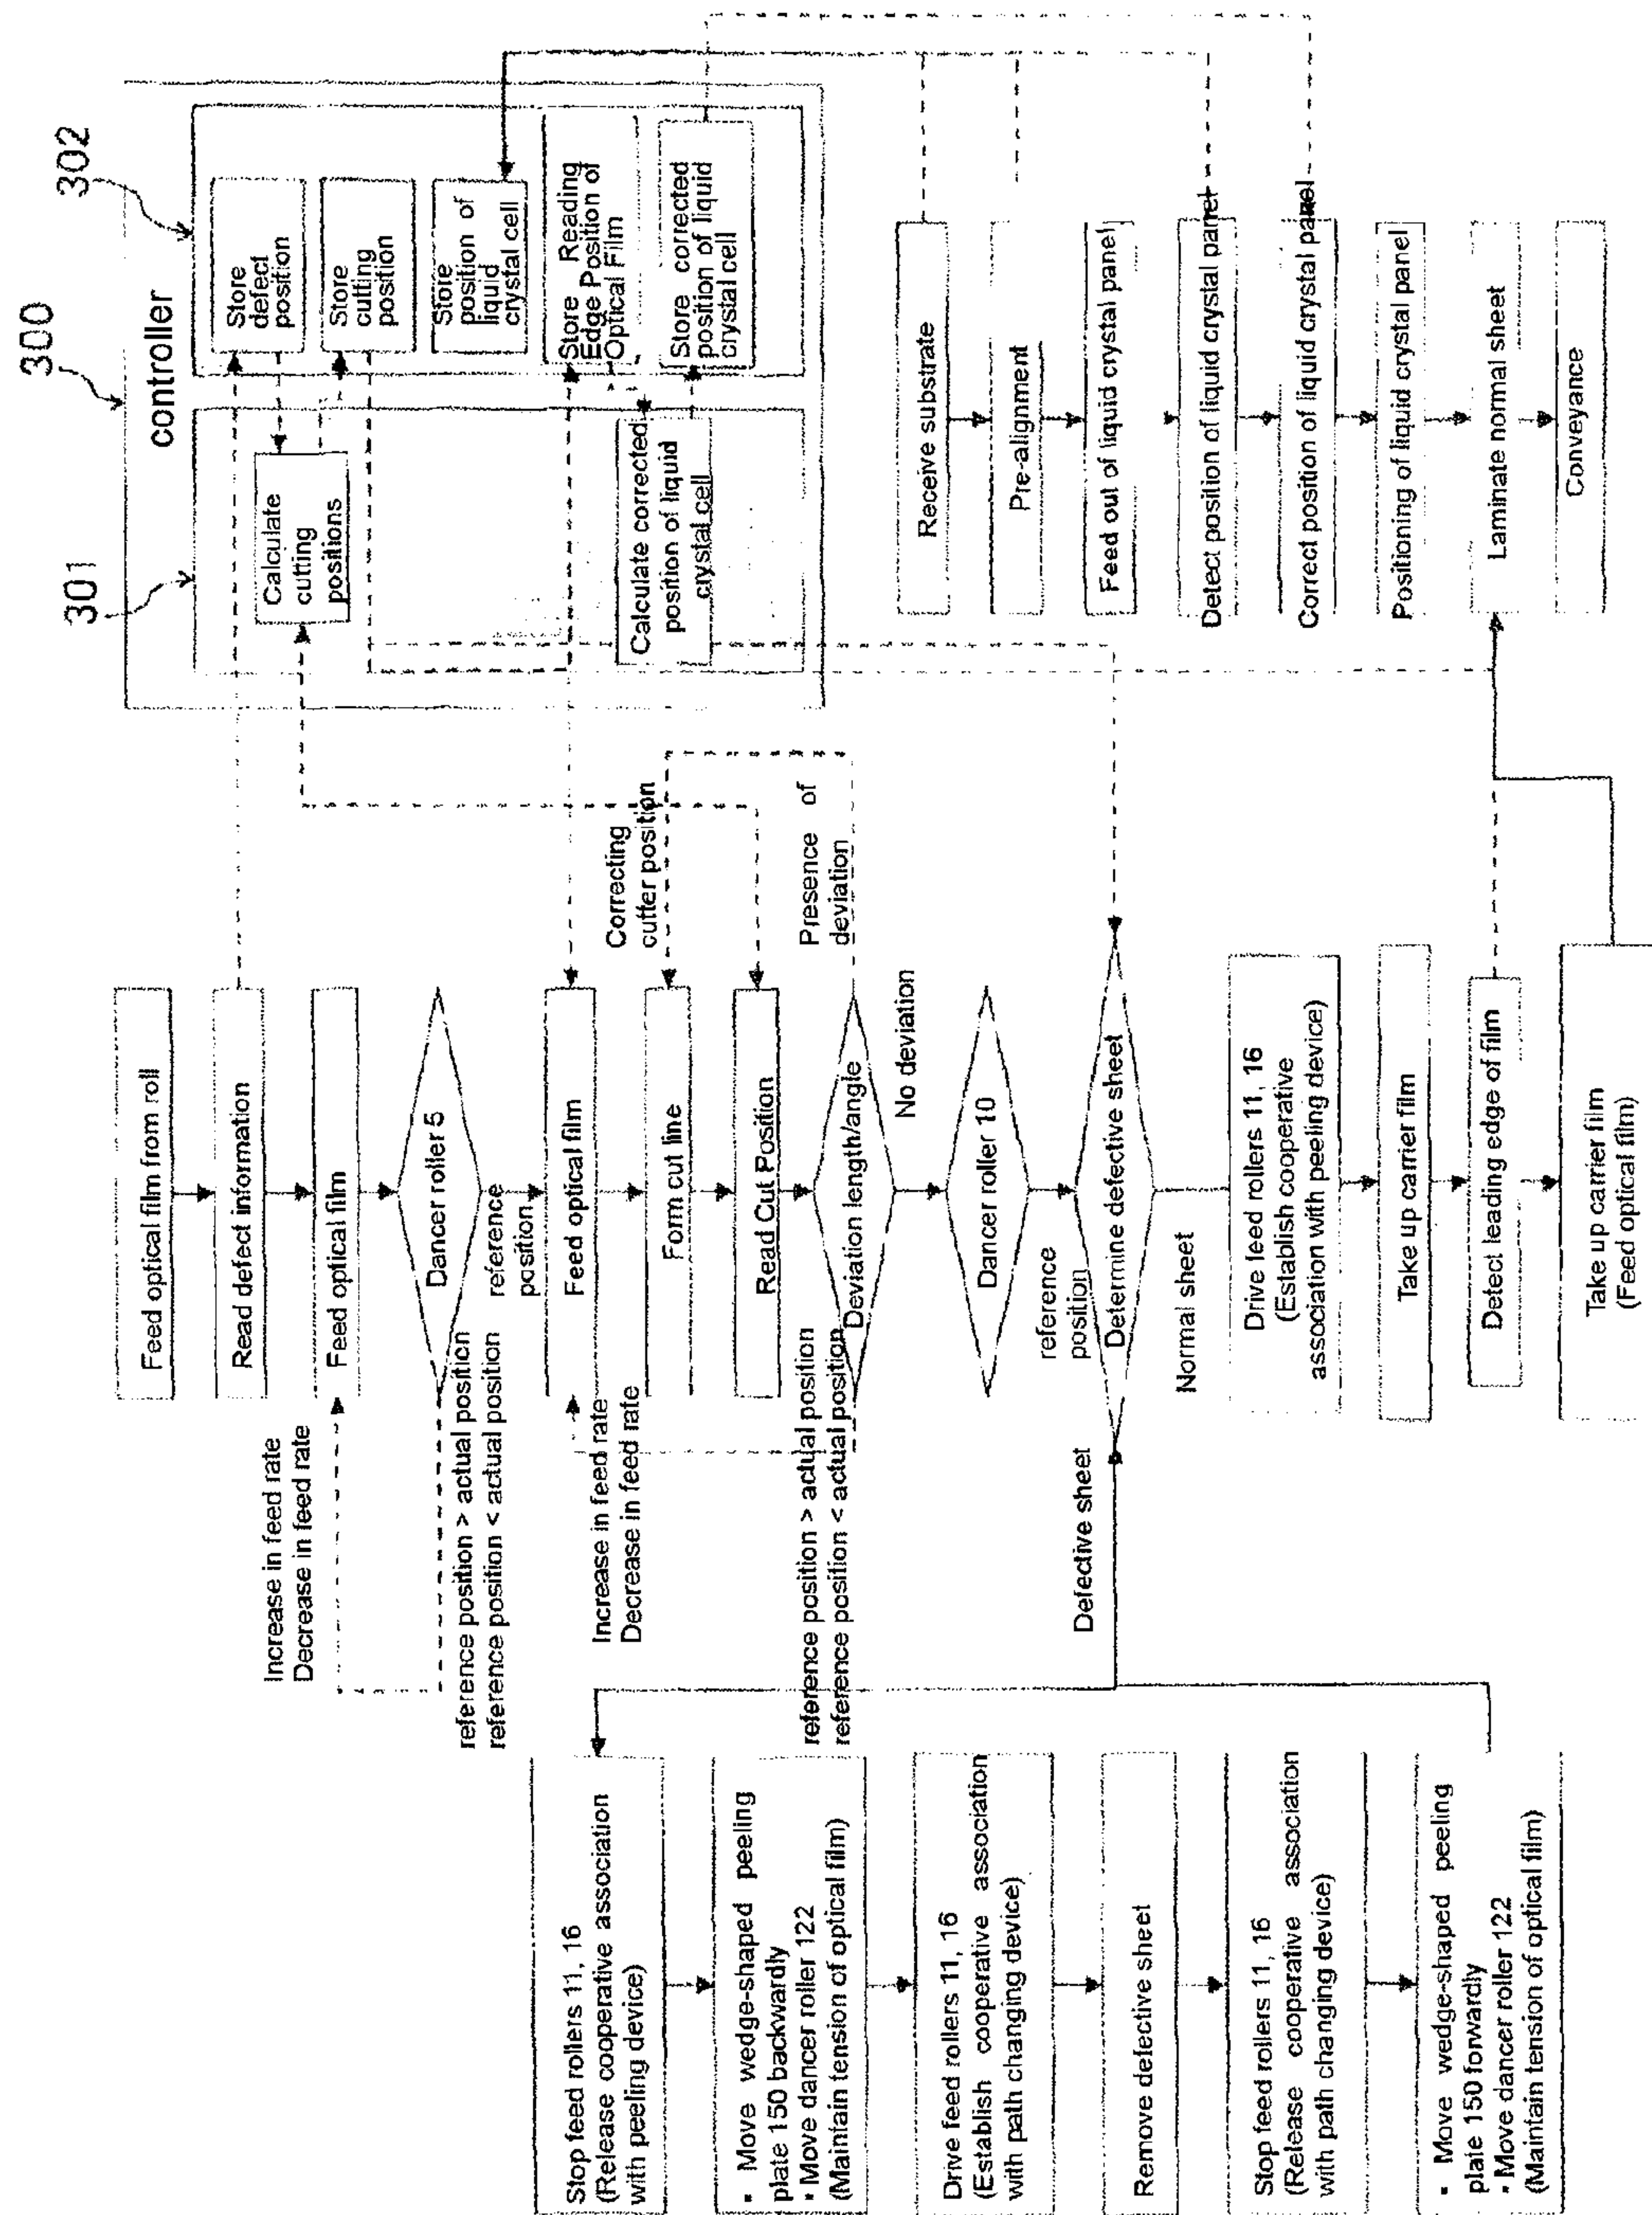 Feed optical film from roll
Read defect information
Increase in feed rate
Decrease in feed rate
Feed optical film
Dancer roller 5
reference position > actual position
reference position < actual position
reference
position
Feed optical film
Increase in feed rate
Decrease in feed rate
Form cut line
Correcting
cutter position
Read Cut Position
Presence of
deviation
Deviation length/angle
reference position > actual position
reference position < actual position
No deviation
Dancer roller 10
reference
position
Determine defective sheet
Defective sheet
Normal sheet
Drive feed rollers 11, 16
(Establish cooperative
association with peeling device)
Take up carrier film
Detect leading edge of film
Take up carrier film
(Feed optical film)
Stop feed rollers 11, 16
(Release cooperative association
with peeling device)
▪ Move wedge-shaped peeling
plate 150 backwardly
▪ Move dancer roller 122
(Maintain tension of optical film)
Drive feed rollers 11, 16
(Establish cooperative association
with path changing device)
Remove defective sheet
Stop feed rollers 11, 16
(Release cooperative association
with path changing device)
▪ Move wedge-shaped peeling
plate 150 forwardly
▪ Move dancer roller 122
(Maintain tension of optical film)
300
controller
301
302
Calculate
cutting
positions
Calculate corrected
position of liquid
crystal cell
Store
defect
position
Store
cutting
position
Store
position of
liquid
crystal cell
Store Reading
Edge Position of
Optical Film
Store corrected
position of liquid
crystal cell
Receive substrate
Pre-alignment
Feed out of liquid crystal panel
Detect position of liquid crystal panel
Correct position of liquid crystal panel
Positioning of liquid crystal panel
Laminate normal sheet
Conveyance